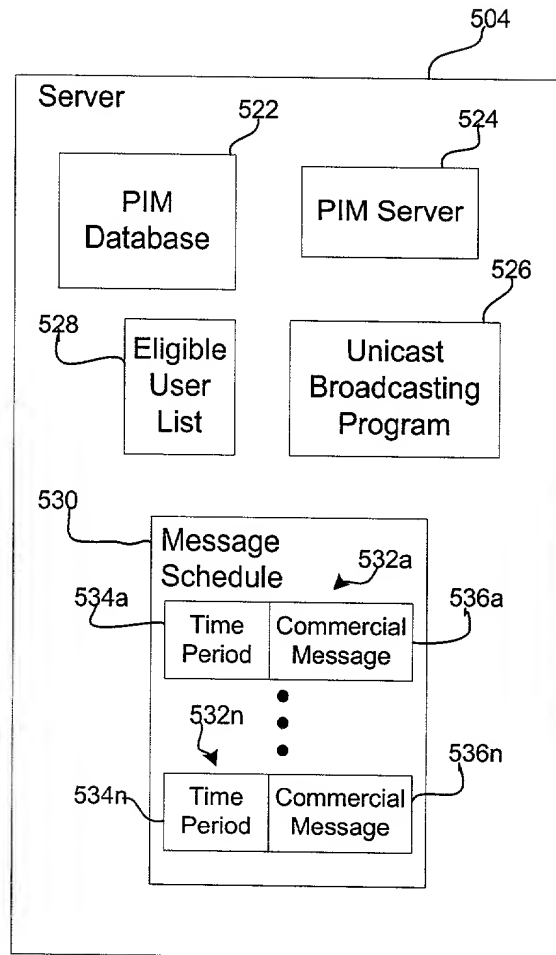 504
Server
522
524
PIM
Database
PIM Server
526
528
Eligible
User
List
Unicast
Broadcasting
Program
530
Message
Schedule
532a
534a
536a
Time
Period
Commercial
Message
532n
536n
534n
Time
Period
Commercial
Message